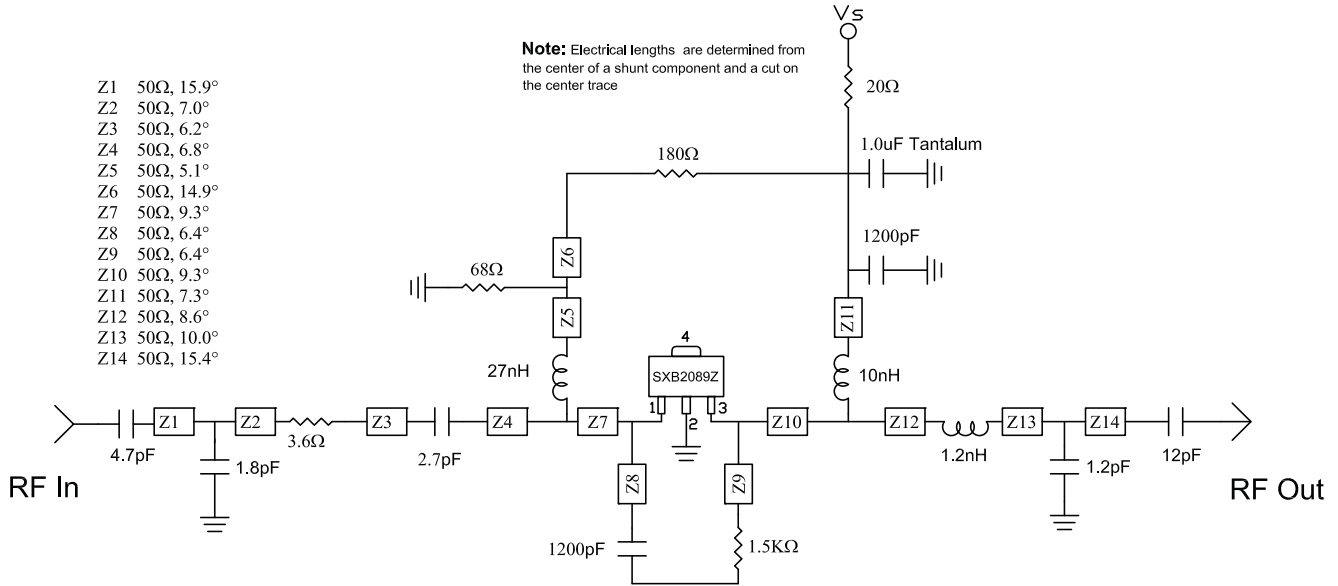 Vs
Note: Electrical lengths are determined from
the center of a shunt component and a cut on
the center trace
Z1 50Ω, 15.9°
Z2 50Ω, 7.0°
Z3 50Ω, 6.2°
Z4 50Ω, 6.8°
Z5 50Ω, 5.1°
Z6 50Ω, 14.9°
Z7 50Ω, 9.3°
Z8 50Ω, 6.4°
Z9 50Ω, 6.4°
Z10 50Ω, 9.3°
Z11 50Ω, 7.3°
Z12 50Ω, 8.6°
Z13 50Ω, 10.0°
Z14 50Ω, 15.4°
20Ω
180Ω
1.0uF Tantalum
1200pF
Z6
68Ω
Z5
Z11
4
27nH
SXB2089Z
10nH
1
2
3
Z1
Z2
3.6Ω
Z3
Z4
Z7
Z10
Z12
Z13
Z14
4.7pF
1.8pF
2.7pF
1.2nH
1.2pF
12pF
RF In
RF Out
Z8
Z9
1200pF
1.5KΩ